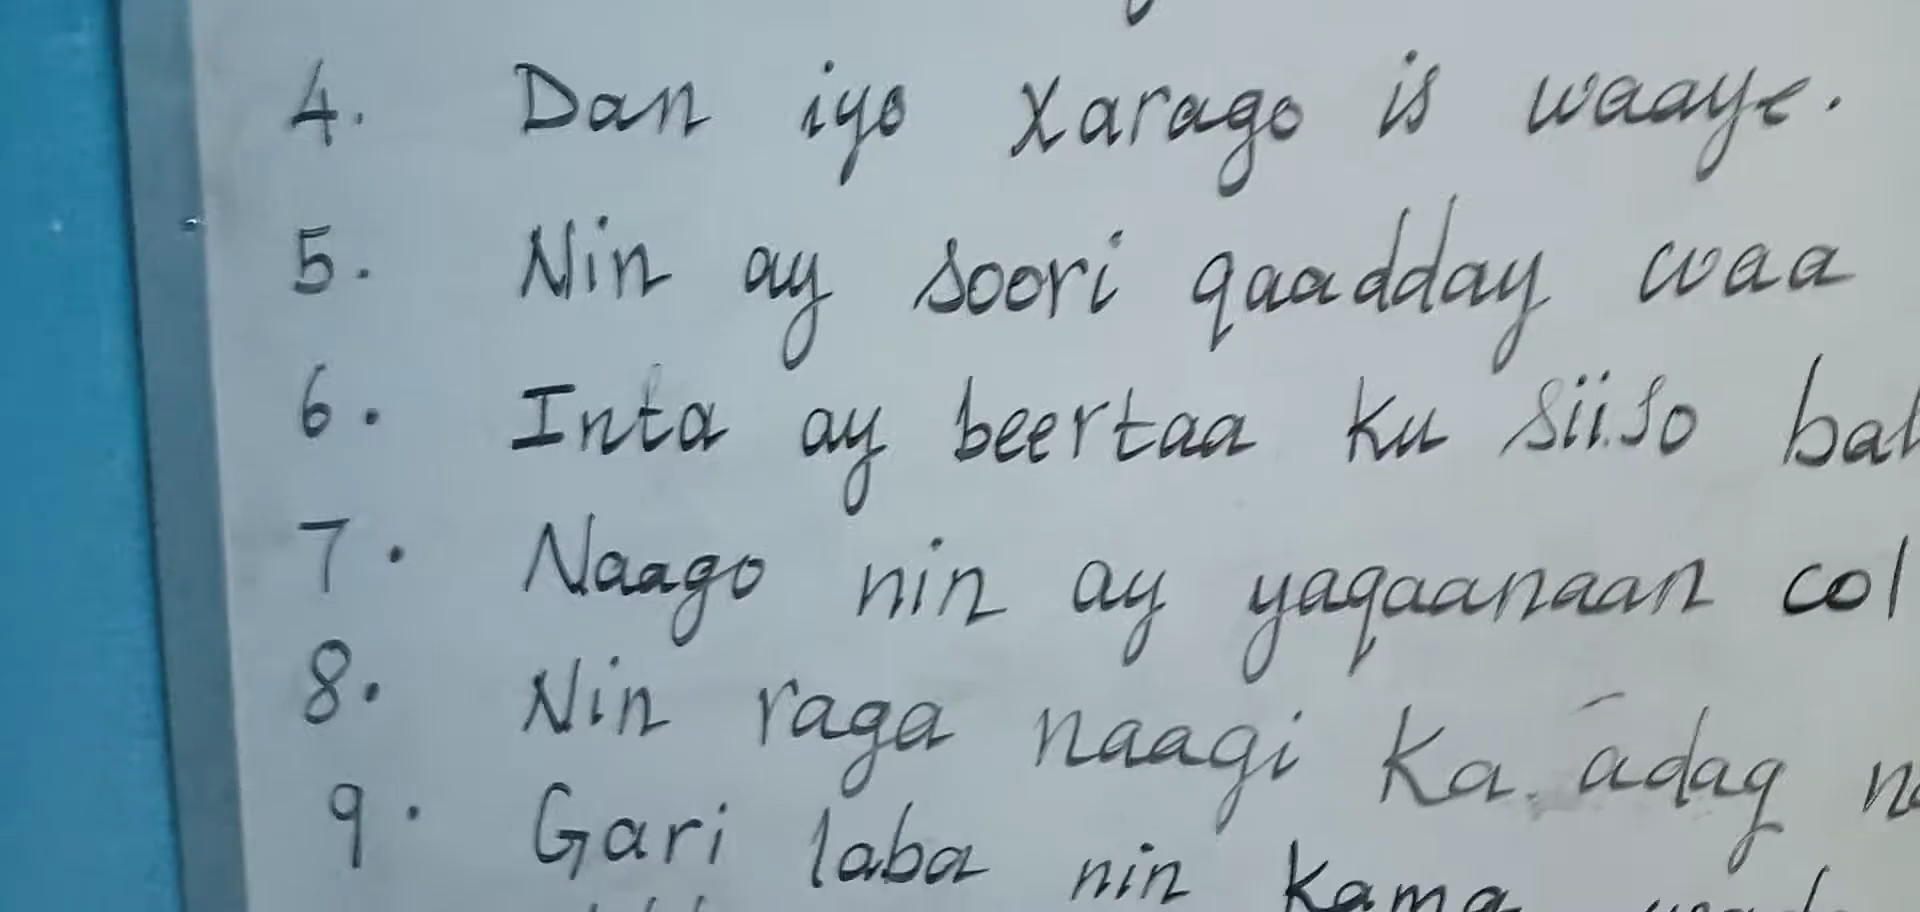 4. Dan iyo xarago is waaye.
5. Nin ay soori qaadday waa
6. Inta ay beertaa ku siiso
7. Naago nin ay yaqaanaan col
8. Nin raga naagi ka adag
9. Gari laba nin kama